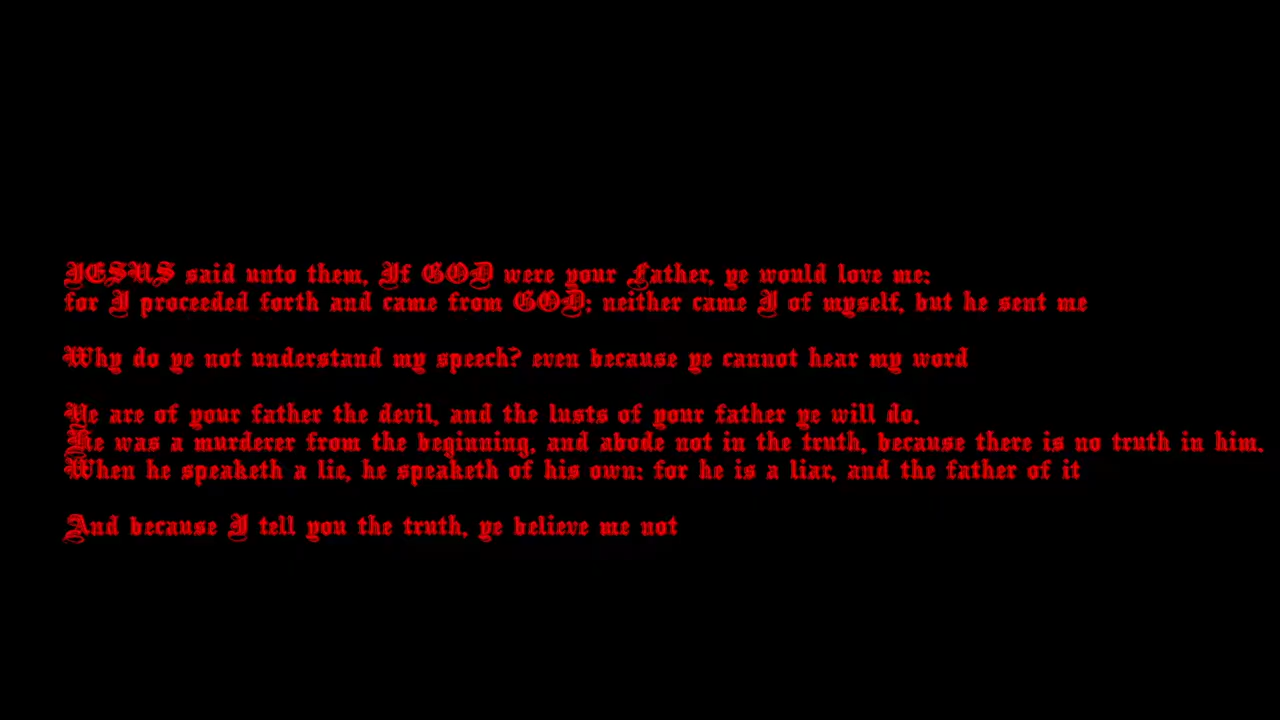 JESUS said unto them, If GOD were your Father, ye would love me:
for I proceeded forth and came from GOD; neither came I of myself, but he sent me
Why do ye not understand my speech? even because ye cannot hear my word
Ye are of your father the devil, and the lusts of your father ye will do.
He was a murderer from the beginning, and abode not in the truth, because there is no truth in him.
When he speaketh a lie, he speaketh of his own: for he is a liar, and the father of it
And because I tell you the truth, ye believe me not